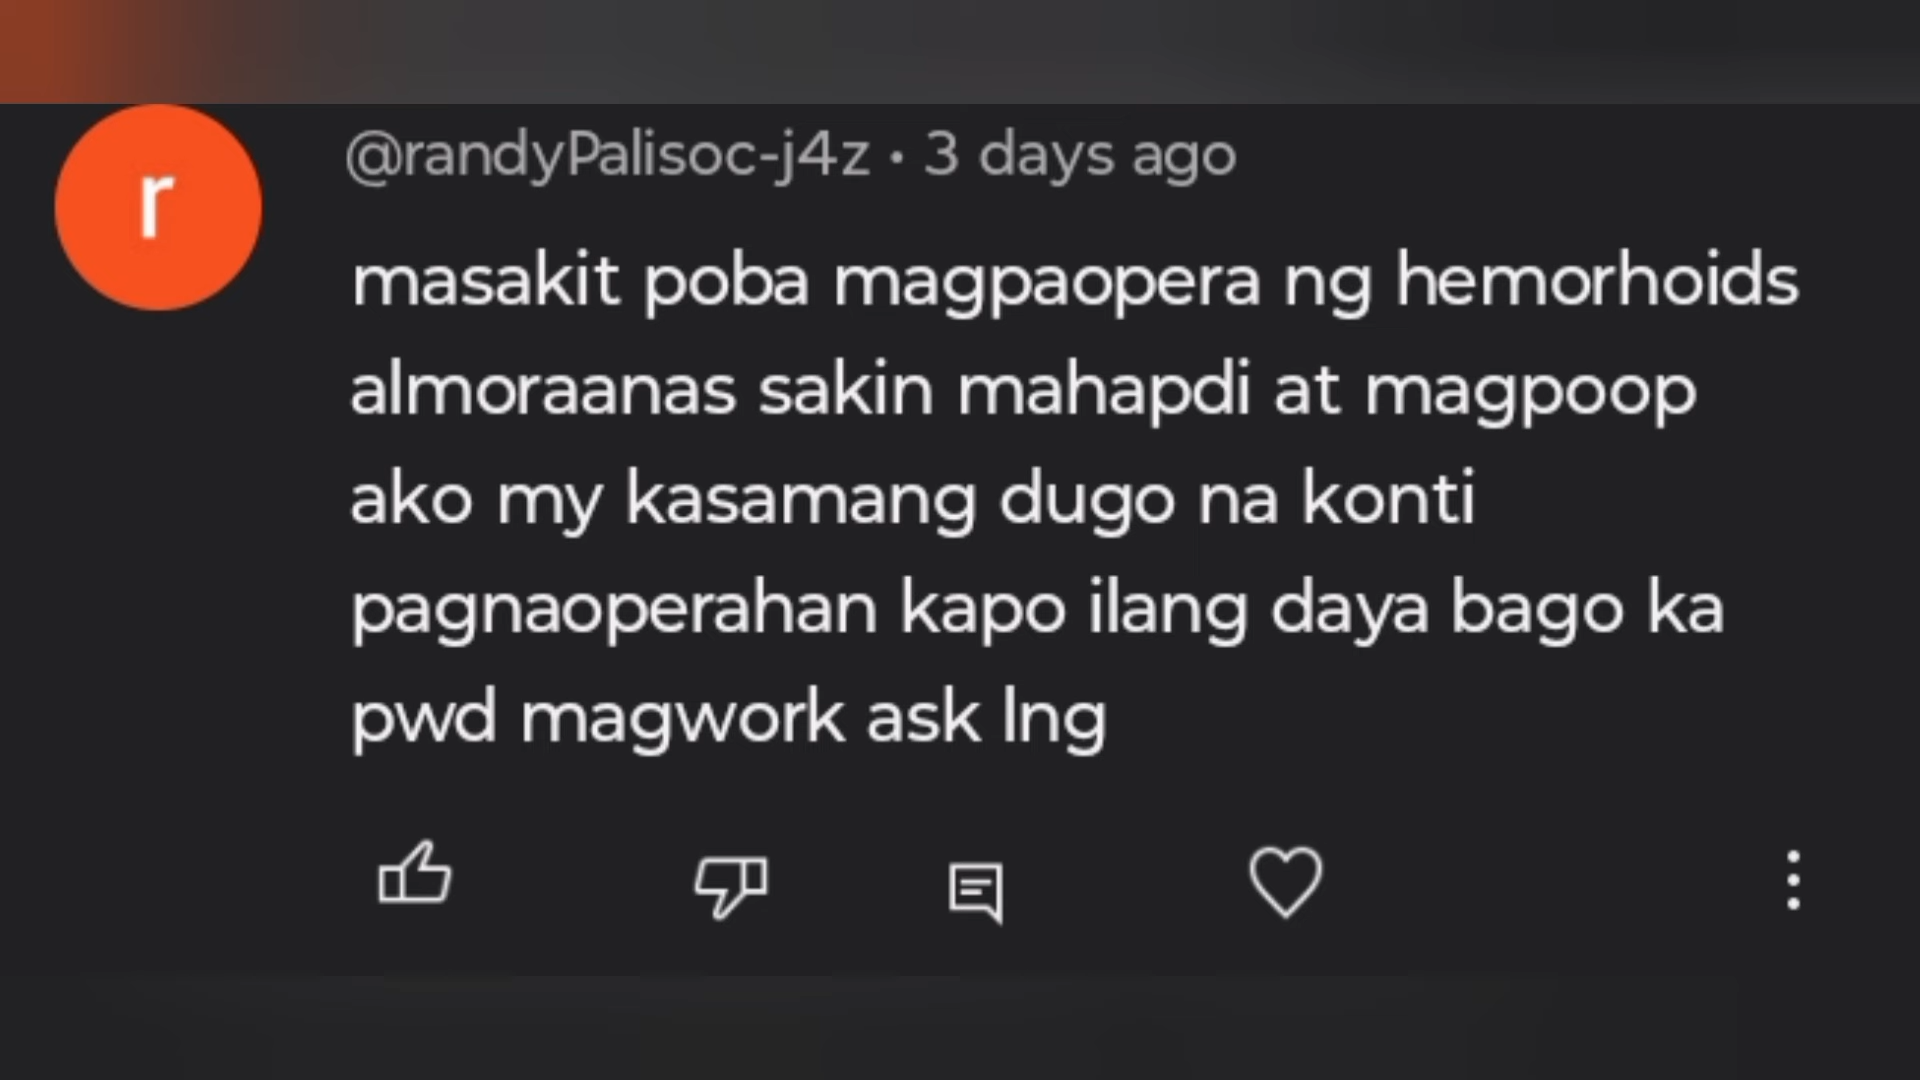 r
@randyPalisoc-j4z • 3 days ago
masakit poba magpaopera ng hemorhoids
almoraanas sakin mahapdi at magpoop
ako my kasamang dugo na konti
pagnaoperahan kapo ilang daya bago ka
pwd magwork ask lng